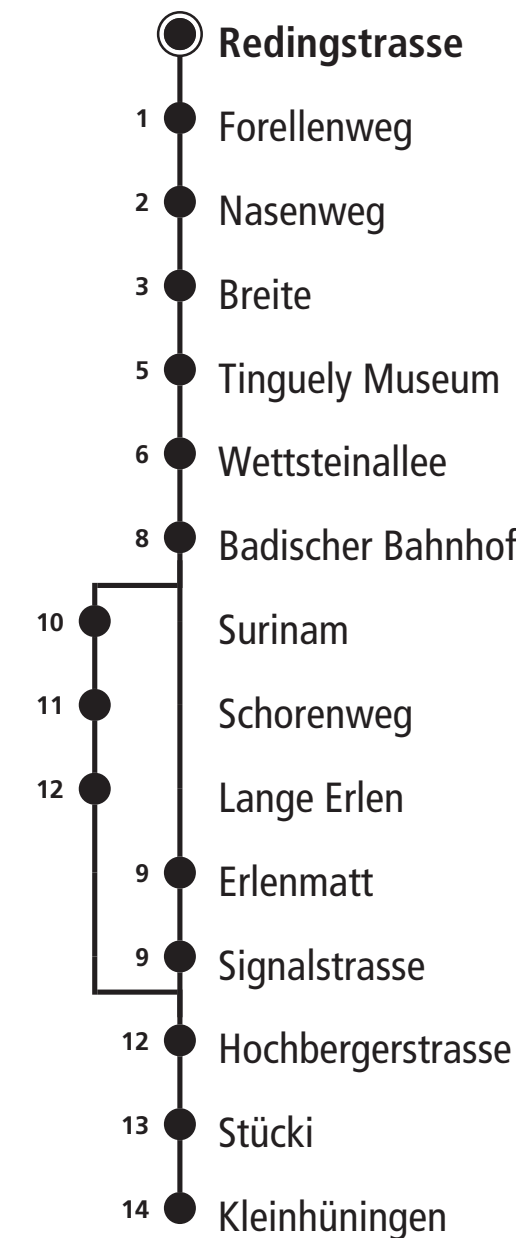 Redingstrasse
1 Forellenweg
2 Nasenweg
3 Breite
5 Tinguely Museum
6 Wettsteinallee
8 Badischer Bahnhof
10 Surinam
11 Schorenweg
12 Lange Erlen
9 Erlenmatt
9 Signalstrasse
12 Hochbergerstrasse
13 Stücki
14 Kleinhüningen